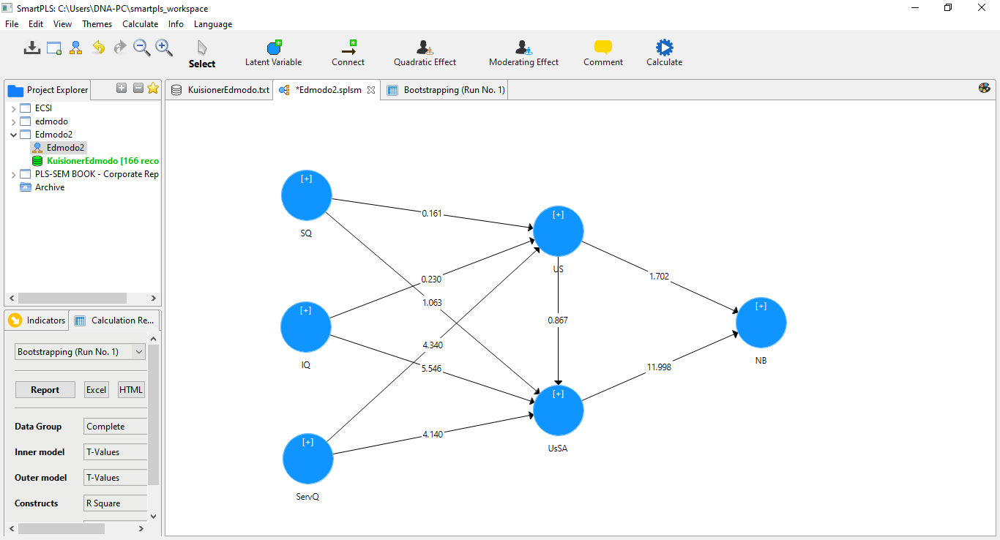 SmartPLS: C:\Users\DNA-PC\smartpls_workspace
File Edit View Themes Calculate Info Language
Select
Latent Variable
Connect
Quadratic Effect
Moderating Effect
Comment
Calculate
Project Explorer
ECSI
edmodo
Edmodo2
Edmodo2
KuisionerEdmodo [166 reco
PLS-SEM BOOK - Corporate Rep
Archive
Indicators
Calculation Re...
Bootstrapping (Run No. 1)
Report Excel HTML
Data Group Complete
Inner model T-Values
Outer model T-Values
Constructs R Square
KuisionerEdmodo.txt
*Edmodo2.splsm
Bootstrapping (Run No. 1)
[+]
SQ
[+]
IQ
[+]
ServQ
0.161
0.230
1.063
4.340
5.546
4.140
[+]
US
0.867
[+]
UsSA
1.702
11.998
[+]
NB